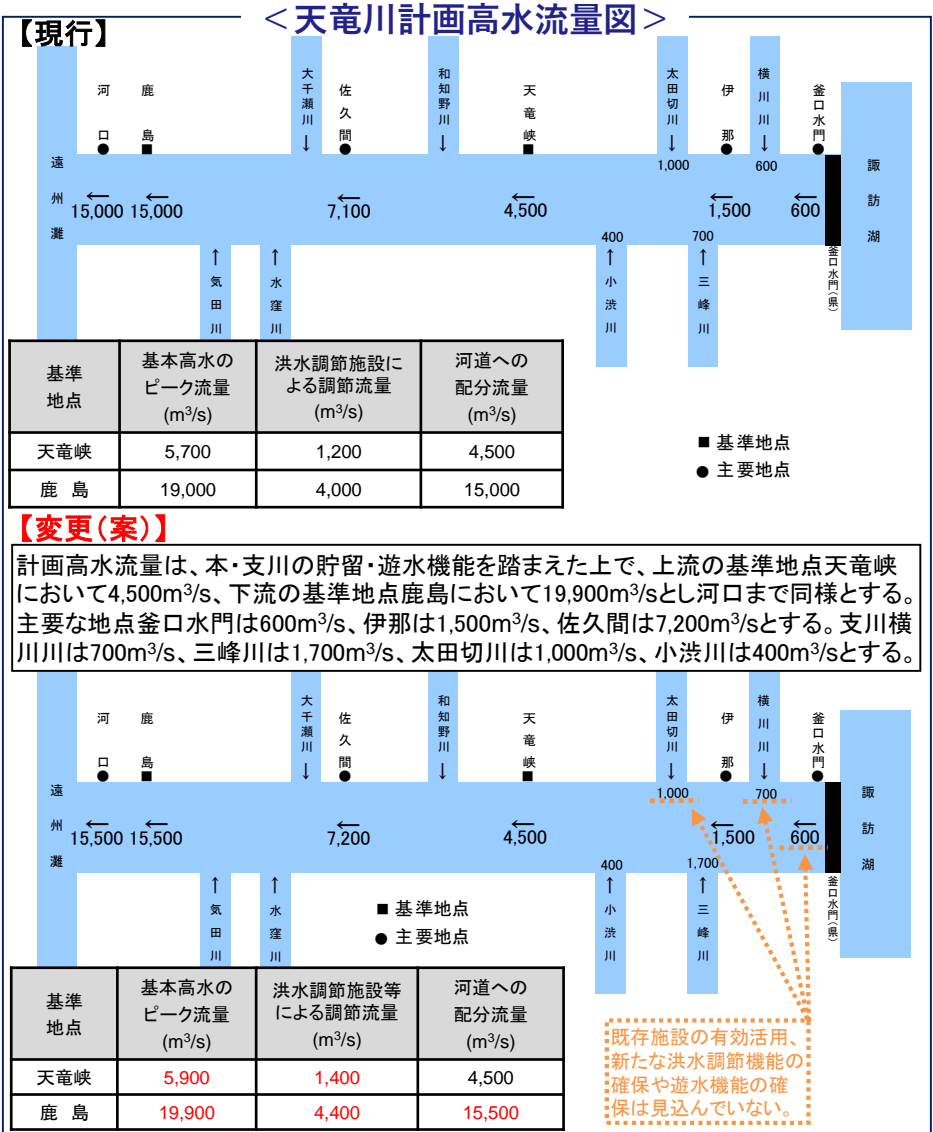 ＜天竜川計画高水流量図＞
【現行】
大千瀬川
和知野川
太田切川
横川川
河口
鹿島
佐久間
天竜峡
伊那
釜口水門
↓ ↓ ↓ ↓
● ■ ● ■ ● ●
1,000 600
遠州灘
諏訪湖
← ← ← ← ← ←
15,000 15,000 7,100 4,500 1,500 600
400 700
釜口水門（県）
↑ ↑ ↑ ↑
気田川
水窪川
小渋川
三峰川
基準地点 基本高水のピーク流量(m³/s) 洪水調節施設による調節流量(m³/s) 河道への配分流量(m³/s)
天竜峡 5,700 1,200 4,500
鹿 島 19,000 4,000 15,000
■ 基準地点
● 主要地点
【変更（案）】
計画高水流量は、本・支川の貯留・遊水機能を踏まえた上で、上流の基準地点天竜峡
において4,500m³/s、下流の基準地点鹿島において19,900m³/sとし河口まで同様とする。
主要な地点釜口水門は600m³/s、伊那は1,500m³/s、佐久間は7,200m³/sとする。支川横
川川は700m³/s、三峰川は1,700m³/s、太田切川は1,000m³/s、小渋川は400m³/sとする。
大千瀬川
和知野川
太田切川
横川川
河口
鹿島
佐久間
天竜峡
伊那
釜口水門
↓ ↓ ↓ ↓
● ■ ● ■ ● ●
1,000 700
遠州灘
諏訪湖
← ← ← ← ← ←
15,500 15,500 7,200 4,500 1,500 600
400 1,700
釜口水門（県）
↑ ↑ ↑ ↑
気田川
水窪川
小渋川
三峰川
■ 基準地点
● 主要地点
基準地点 基本高水のピーク流量(m³/s) 洪水調節施設等による調節流量(m³/s) 河道への配分流量(m³/s)
天竜峡 5,900 1,400 4,500
鹿 島 19,900 4,400 15,500
既存施設の有効活用、
新たな洪水調節機能の
確保や遊水機能の確
保は見込んでいない。